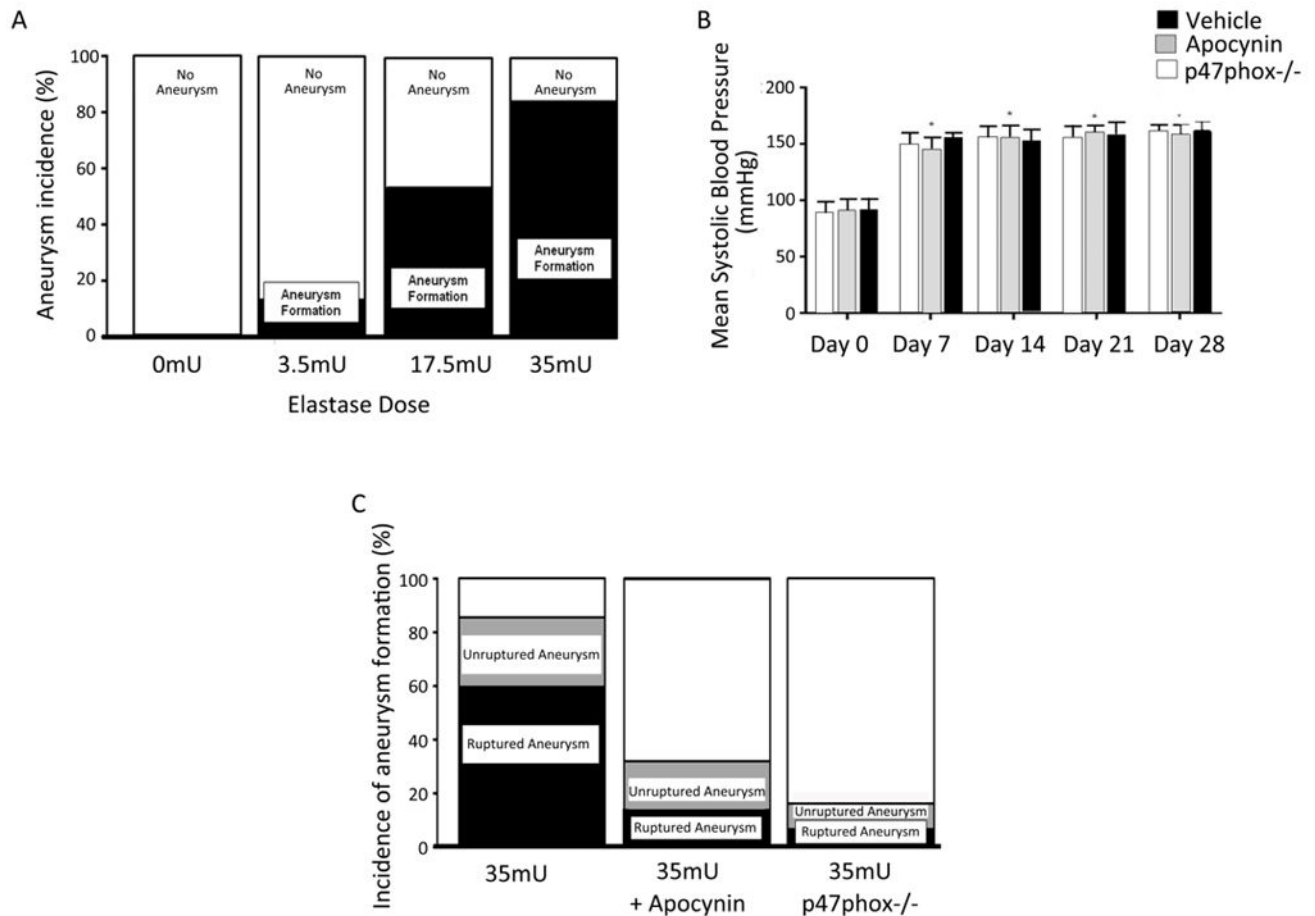 A
Aneurysm incidence (%)
100
80
60
40
20
0
No
Aneurysm
No
Aneurysm
Aneurysm
Formation
No
Aneurysm
Aneurysm
Formation
No
Aneurysm
Aneurysm
Formation
0mU
3.5mU
17.5mU
35mU
Elastase Dose
B
Vehicle
Apocynin
p47phox-/-
Mean Systolic Blood Pressure
(mmHg)
200
150
100
50
0
*
*
*
*
Day 0
Day 7
Day 14
Day 21
Day 28
C
Incidence of aneurysm formation (%)
100
80
60
40
20
0
Unruptured Aneurysm
Ruptured Aneurysm
Unruptured Aneurysm
Ruptured Aneurysm
Unruptured Aneurysm
Ruptured Aneurysm
35mU
35mU
+ Apocynin
35mU
p47phox-/-